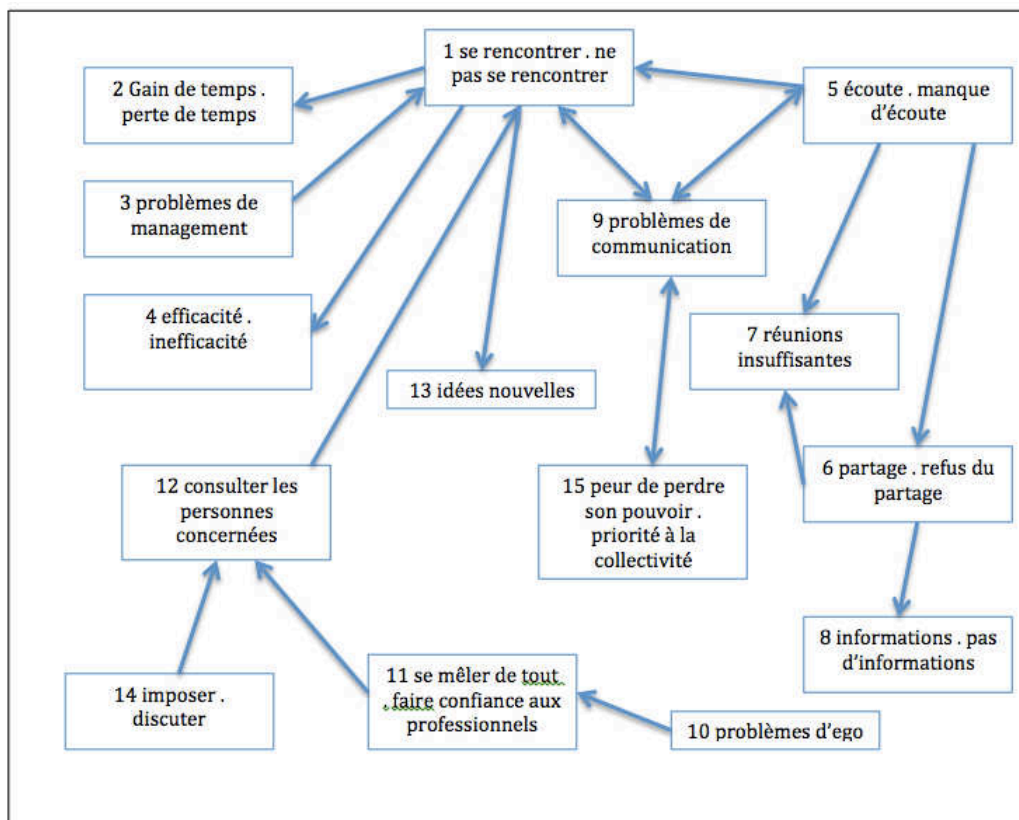 1 se rencontrer . ne
pas se rencontrer
2 Gain de temps .
perte de temps
5 écoute . manque
d'écoute
3 problèmes de
management
9 problèmes de
communication
4 efficacité .
inefficacité
7 réunions
insuffisantes
13 idées nouvelles
12 consulter les
personnes
concernées
15 peur de perdre
son pouvoir .
priorité à la
collectivité
6 partage . refus du
partage
8 informations . pas
d'informations
14 imposer .
discuter
11 se mêler de tout
. faire confiance aux
professionnels
10 problèmes d'ego